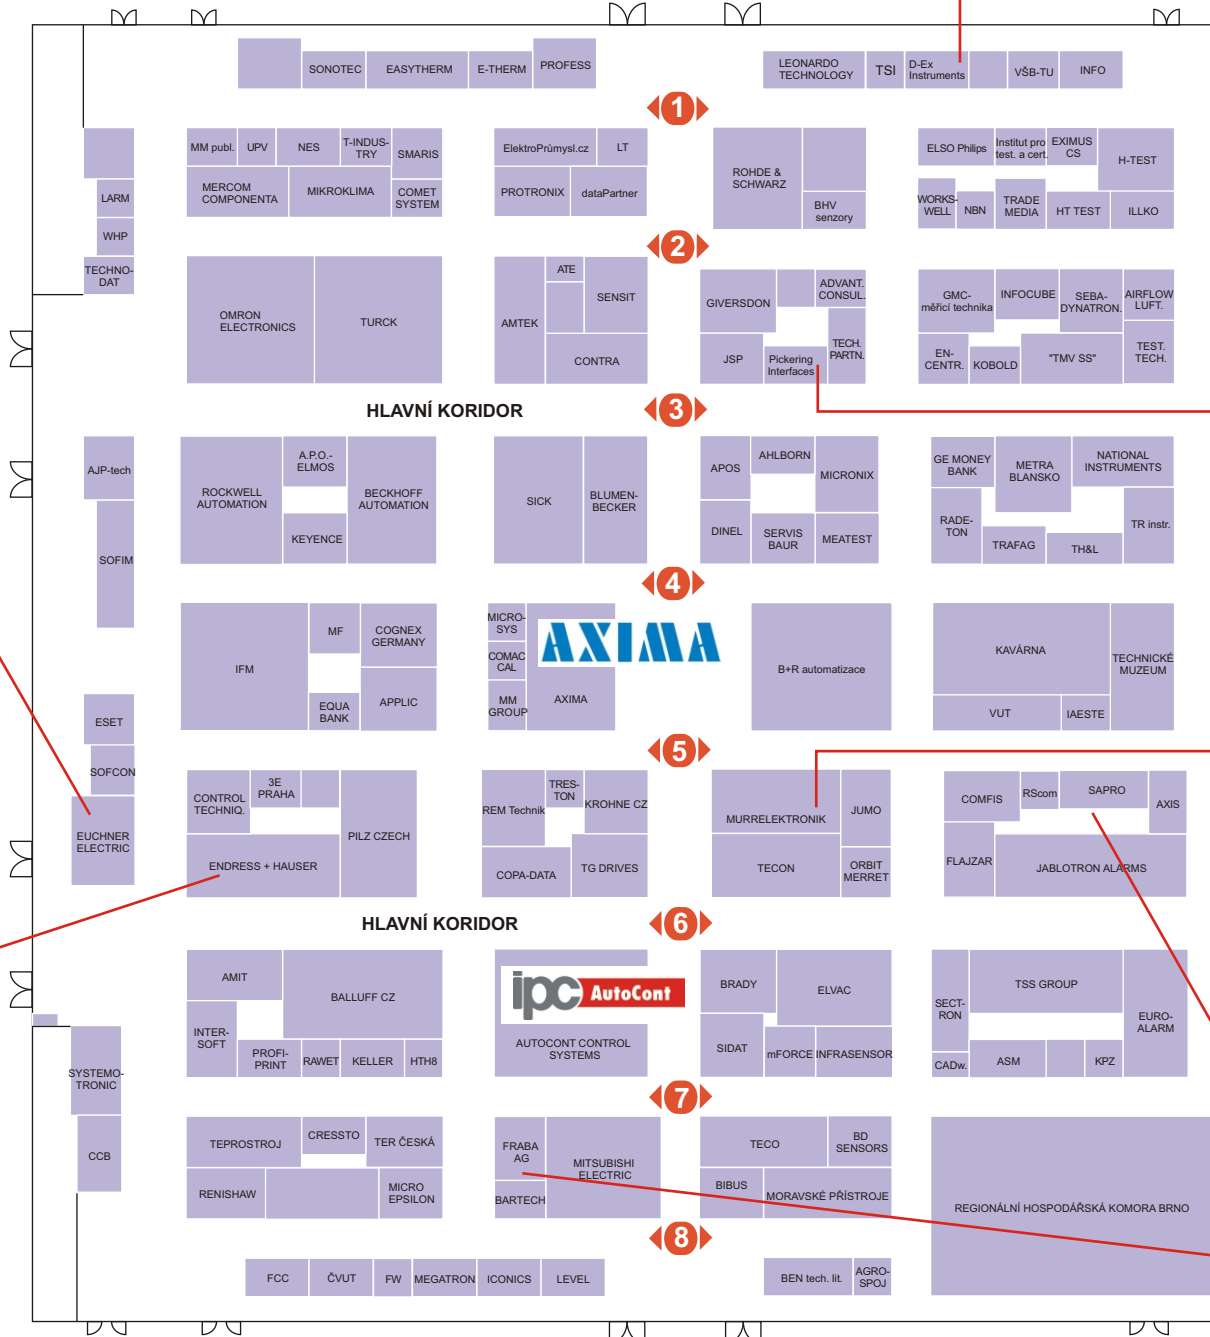 SONOTEC
EASYTHERM
E-THERM
PROFESS
LEONARDO
TECHNOLOGY
TSI
D-Ex
Instruments
VŠB-TU
INFO
1
MM publ.
UPV
NES
T-INDUS-
TRY
SMARIS
MERCOM
COMPONENTA
MIKROKLIMA
COMET
SYSTEM
ElektroPrůmysl.cz
LT
PROTRONIX
dataPartner
ROHDE &
SCHWARZ
BHV
senzory
ELSO Philips
Institut pro
test. a cert.
EXIMUS
CS
H-TEST
WORKS-
WELL
NBN
TRADE
MEDIA
HT TEST
ILLKO
LARM
WHP
TECHNO-
DAT
2
OMRON
ELECTRONICS
TURCK
AMTEK
ATE
SENSIT
CONTRA
GIVERSDON
ADVANT.
CONSUL.
JSP
Pickering
Interfaces
TECH.
PARTN.
GMC-
měřicí technika
INFOCUBE
SEBA-
DYNATRON.
AIRFLOW
LUFT.
EN-
CENTR.
KOBOLD
"TMV SS"
TEST.
TECH.
HLAVNÍ KORIDOR
3
AJP-tech
SOFIM
ROCKWELL
AUTOMATION
A.P.O.-
ELMOS
KEYENCE
BECKHOFF
AUTOMATION
SICK
BLUMEN-
BECKER
APOS
AHLBORN
MICRONIX
DINEL
SERVIS
BAUR
MEATEST
GE MONEY
BANK
METRA
BLANSKO
NATIONAL
INSTRUMENTS
RADE-
TON
TRAFAG
TH&L
TR instr.
4
IFM
MF
COGNEX
GERMANY
EQUA
BANK
APPLIC
MICRO-
SYS
COMAC
CAL
MM
GROUP
AXIMA
AXIMA
B+R automatizace
KAVÁRNA
TECHNICKÉ
MUZEUM
VUT
IAESTE
ESET
SOFCON
EUCHNER
ELECTRIC
5
CONTROL
TECHNIQ.
3E
PRAHA
PILZ CZECH
ENDRESS + HAUSER
REM Technik
TRES-
TON
KROHNE CZ
COPA-DATA
TG DRIVES
MURRELEKTRONIK
JUMO
TECON
ORBIT
MERRET
COMFIS
RScom
SAPRO
AXIS
FLAJZAR
JABLOTRON ALARMS
HLAVNÍ KORIDOR
6
AMIT
BALLUFF CZ
INTER-
SOFT
PROFI-
PRINT
RAWET
KELLER
HTH8
ipc AutoCont
AUTOCONT CONTROL
SYSTEMS
BRADY
ELVAC
SIDAT
mFORCE
INFRASENSOR
SECT-
RON
TSS GROUP
EURO-
ALARM
CADw.
ASM
KPZ
SYSTEMO-
TRONIC
CCB
7
TEPROSTROJ
CRESSTO
TER ČESKÁ
RENISHAW
MICRO
EPSILON
FRABA
AG
MITSUBISHI
ELECTRIC
BARTECH
TECO
BD
SENSORS
BIBUS
MORAVSKÉ PŘÍSTROJE
REGIONÁLNÍ HOSPODÁŘSKÁ KOMORA BRNO
8
FCC
ČVUT
FW
MEGATRON
ICONICS
LEVEL
BEN tech. lit.
AGRO-
SPOJ